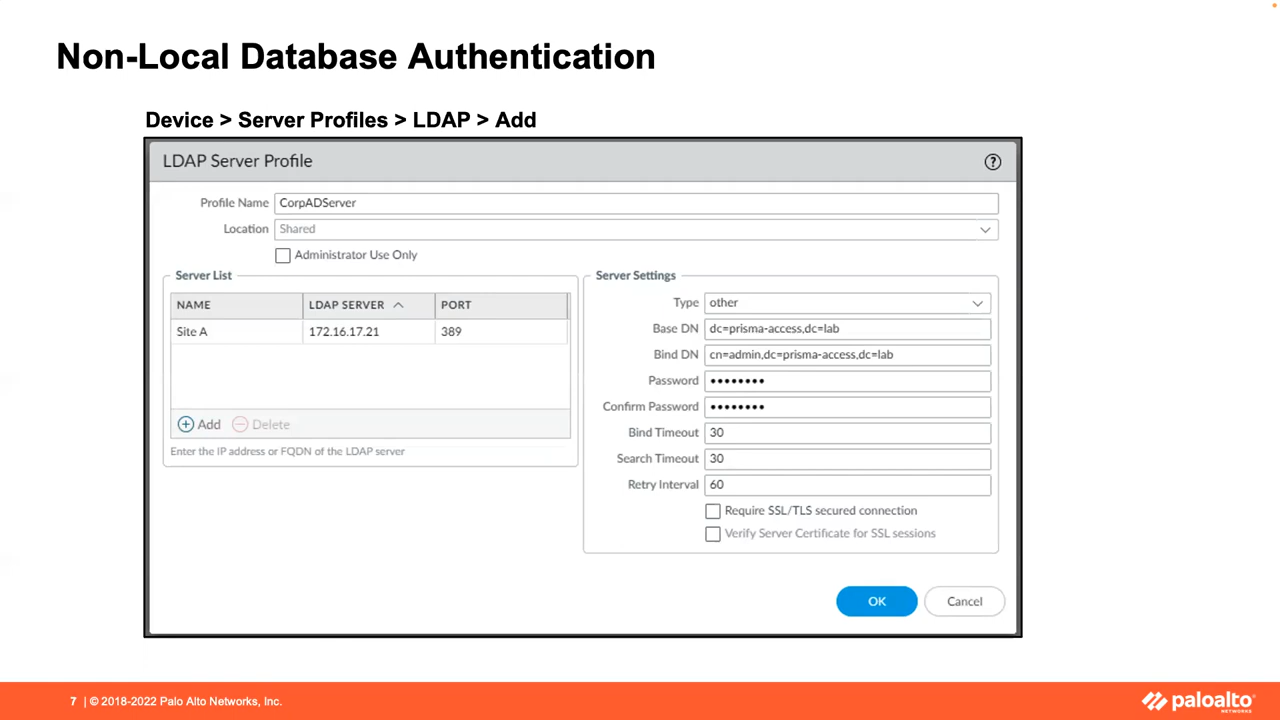 Non-Local Database Authentication
Device > Server Profiles > LDAP > Add
LDAP Server Profile
?
Profile Name CorpADServer
Location Shared
Administrator Use Only
Server List
NAME LDAP SERVER PORT
Site A 172.16.17.21 389
Add Delete
Enter the IP address or FQDN of the LDAP server
Server Settings
Type other
Base DN dc=prisma-access,dc=lab
Bind DN cn=admin,dc=prisma-access,dc=lab
Password ••••••••
Confirm Password ••••••••
Bind Timeout 30
Search Timeout 30
Retry Interval 60
Require SSL/TLS secured connection
Verify Server Certificate for SSL sessions
OK Cancel
7 | © 2018-2022 Palo Alto Networks, Inc.
paloalto
NETWORKS